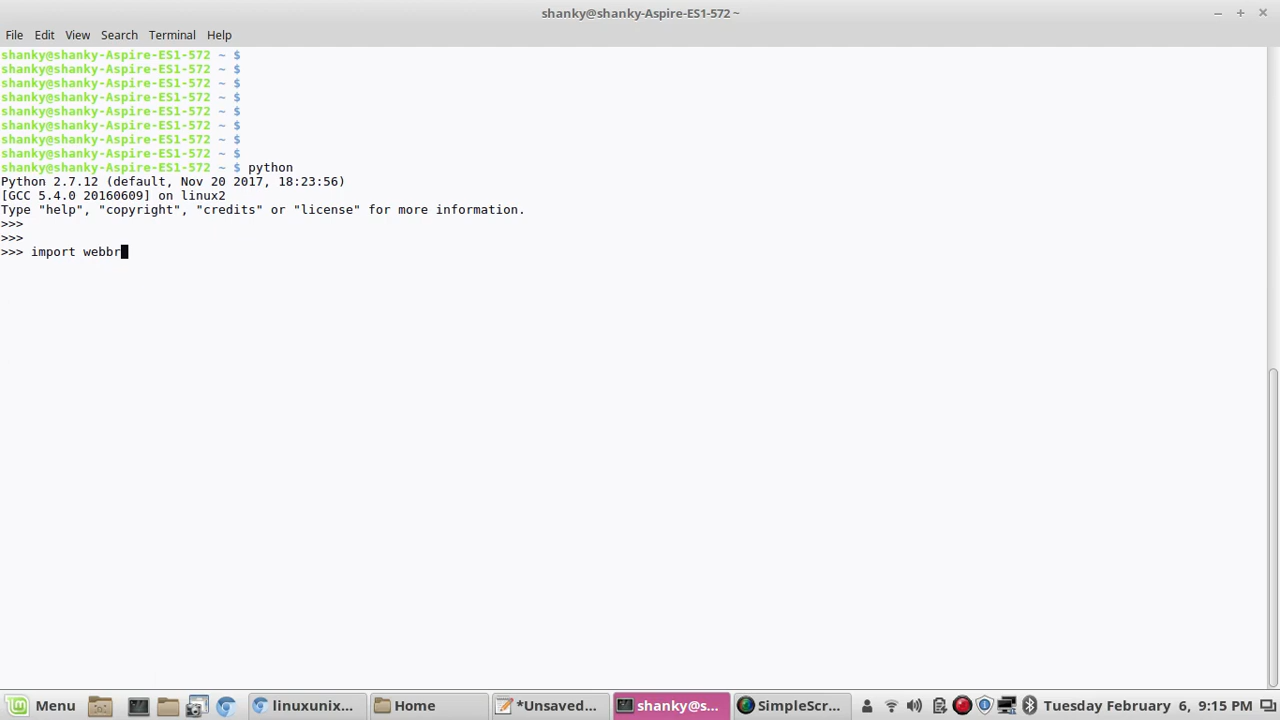 shanky@shanky-Aspire-ES1-572 ~
File Edit View Search Terminal Help
shanky@shanky-Aspire-ES1-572 ~ $
shanky@shanky-Aspire-ES1-572 ~ $
shanky@shanky-Aspire-ES1-572 ~ $
shanky@shanky-Aspire-ES1-572 ~ $
shanky@shanky-Aspire-ES1-572 ~ $
shanky@shanky-Aspire-ES1-572 ~ $
shanky@shanky-Aspire-ES1-572 ~ $
shanky@shanky-Aspire-ES1-572 ~ $
shanky@shanky-Aspire-ES1-572 ~ $ python
Python 2.7.12 (default, Nov 20 2017, 18:23:56)
[GCC 5.4.0 20160609] on linux2
Type "help", "copyright", "credits" or "license" for more information.
>>>
>>>
>>> import webbr
Menu linuxunix... Home *Unsaved... shanky@s... SimpleScr... Tuesday February 6, 9:15 PM